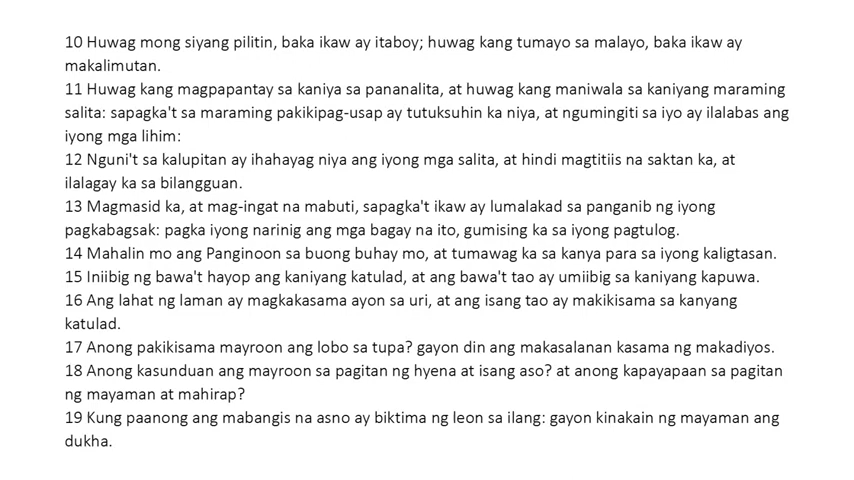 10 Huwag mong siyang pilitin, baka ikaw ay itaboy; huwag kang tumayo sa malayo, baka ikaw ay
makalimutan.
11 Huwag kang magpapantay sa kaniya sa pananalita, at huwag kang maniwala sa kaniyang maraming
salita: sapagka't sa maraming pakikipag-usap ay tutuksuhin ka niya, at ngumingiti sa iyo ay ilalabas ang
iyong mga lihim:
12 Nguni't sa kalupitan ay ihahayag niya ang iyong mga salita, at hindi magtitiis na saktan ka, at
ilalagay ka sa bilangguan.
13 Magmasid ka, at mag-ingat na mabuti, sapagka't ikaw ay lumalakad sa panganib ng iyong
pagkabagsak: pagka iyong narinig ang mga bagay na ito, gumising ka sa iyong pagtulog.
14 Mahalin mo ang Panginoon sa buong buhay mo, at tumawag ka sa kanya para sa iyong kaligtasan.
15 Iniibig ng bawa't hayop ang kaniyang katulad, at ang bawa't tao ay umiibig sa kaniyang kapuwa.
16 Ang lahat ng laman ay magkakasama ayon sa uri, at ang isang tao ay makikisama sa kanyang
katulad.
17 Anong pakikisama mayroon ang lobo sa tupa? gayon din ang makasalanan kasama ng makadiyos.
18 Anong kasunduan ang mayroon sa pagitan ng hyena at isang aso? at anong kapayapaan sa pagitan
ng mayaman at mahirap?
19 Kung paanong ang mabangis na asno ay biktima ng leon sa ilang: gayon kinakain ng mayaman ang
dukha.